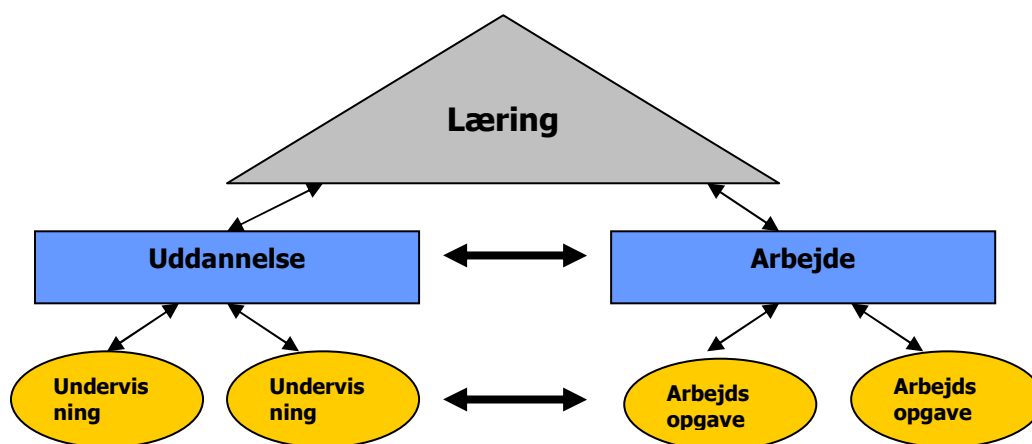 Læring
Uddannelse
Arbejde
Undervis
ning
Undervis
ning
Arbejds
opgave
Arbejds
opgave